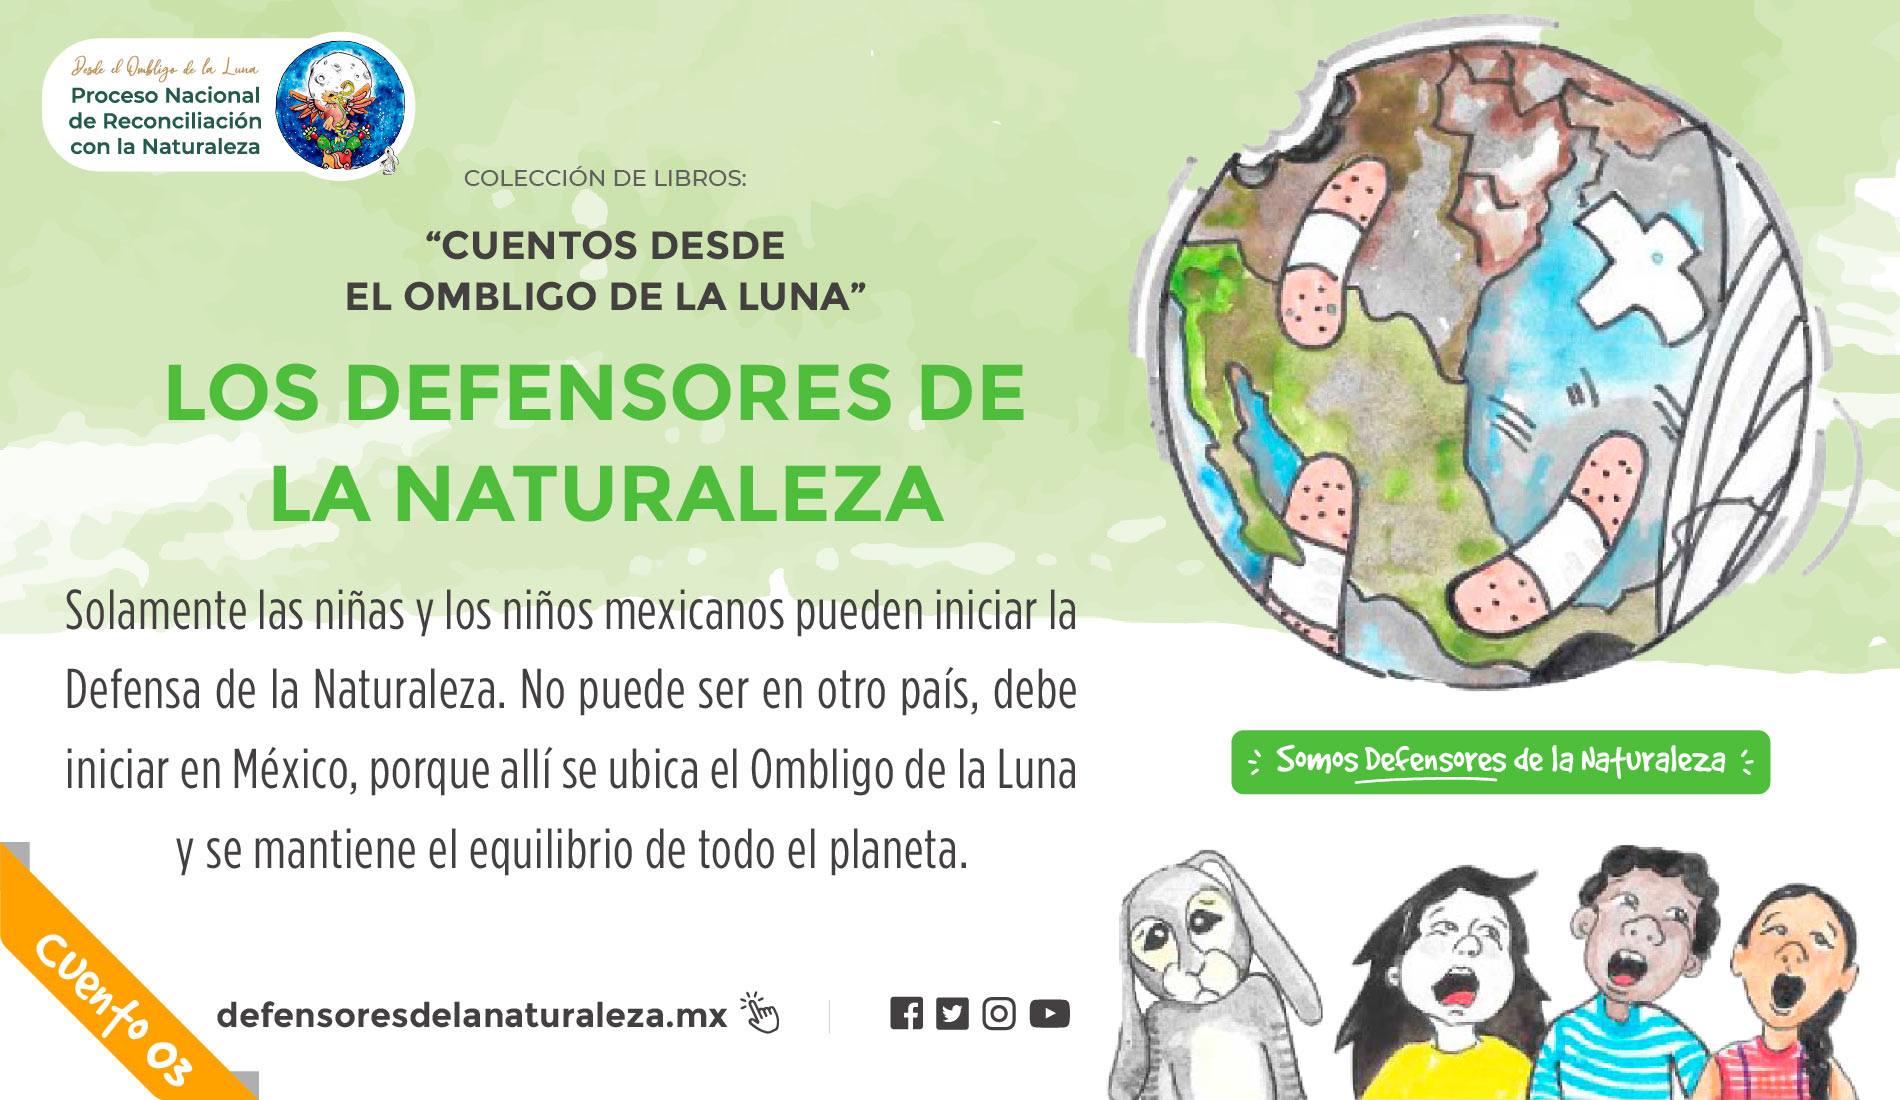 Desde el Ombligo de la Luna
Proceso Nacional
de Reconciliación
con la Naturaleza
COLECCIÓN DE LIBROS:
“CUENTOS DESDE
EL OMBLIGO DE LA LUNA”
LOS DEFENSORES DE
LA NATURALEZA
Solamente las niñas y los niños mexicanos pueden iniciar la
Defensa de la Naturaleza. No puede ser en otro país, debe
iniciar en México, porque allí se ubica el Ombligo de la Luna
y se mantiene el equilibrio de todo el planeta.
Somos Defensores de la Naturaleza
Cuento 03
defensoresdelanaturaleza.mx